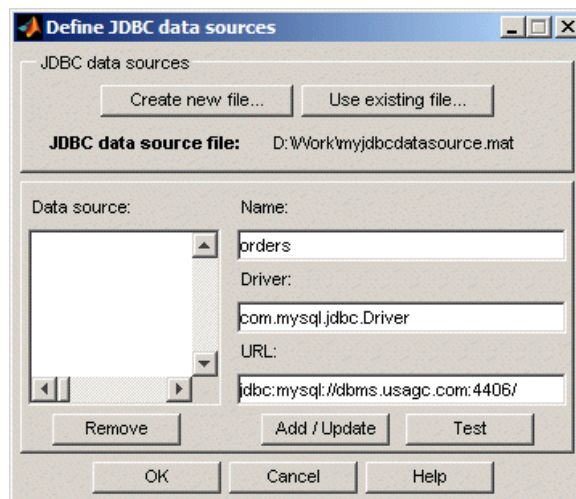 Define JDBC data sources
JDBC data sources
Create new file... Use existing file...
JDBC data source file: D:\Work\myjdbcdatasource.mat
Data source: Name:
orders
Driver:
com.mysql.jdbc.Driver
URL:
jdbc:mysql://dbms.usagc.com:4406/
Remove Add / Update Test
OK Cancel Help